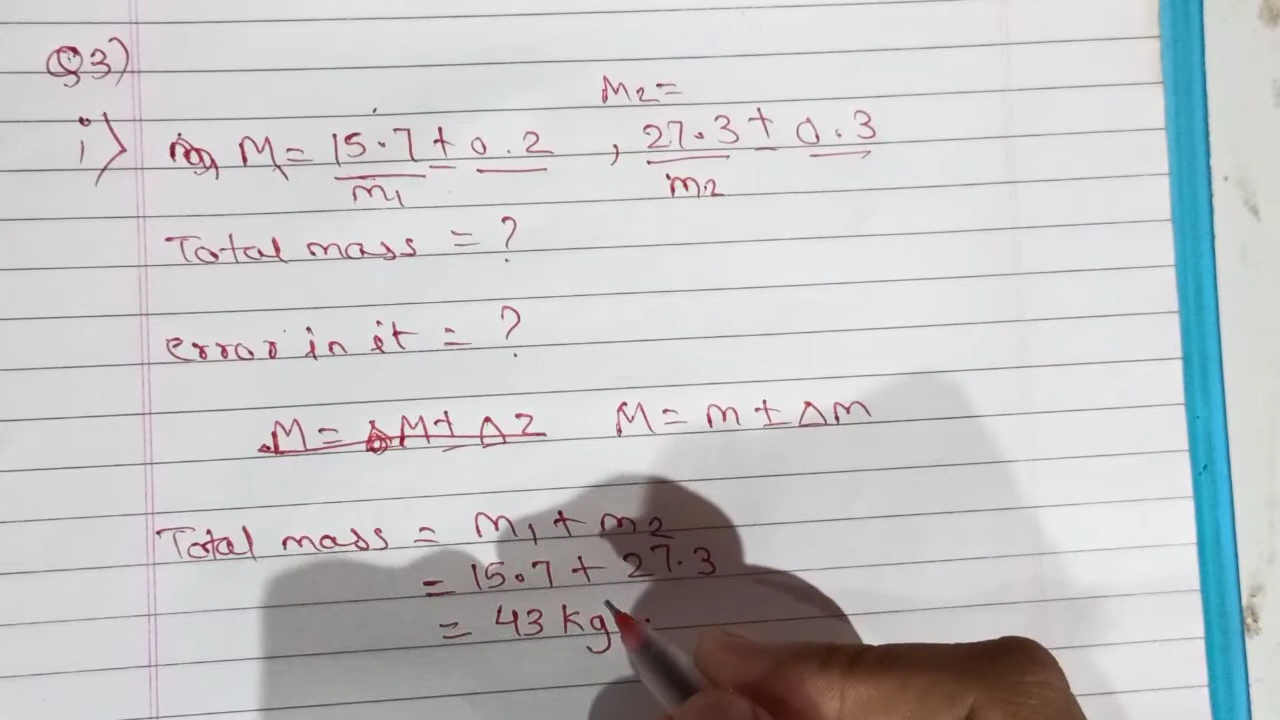 Q3)
M2=
i) M1 = 15.7 ± 0.2 , 27.3 ± 0.3
m1 m2
Total mass = ?
error in it = ?
M = M ± Δ2 M = m ± Δm
Total mass = m1 + m2
= 15.7 + 27.3
= 43 kg